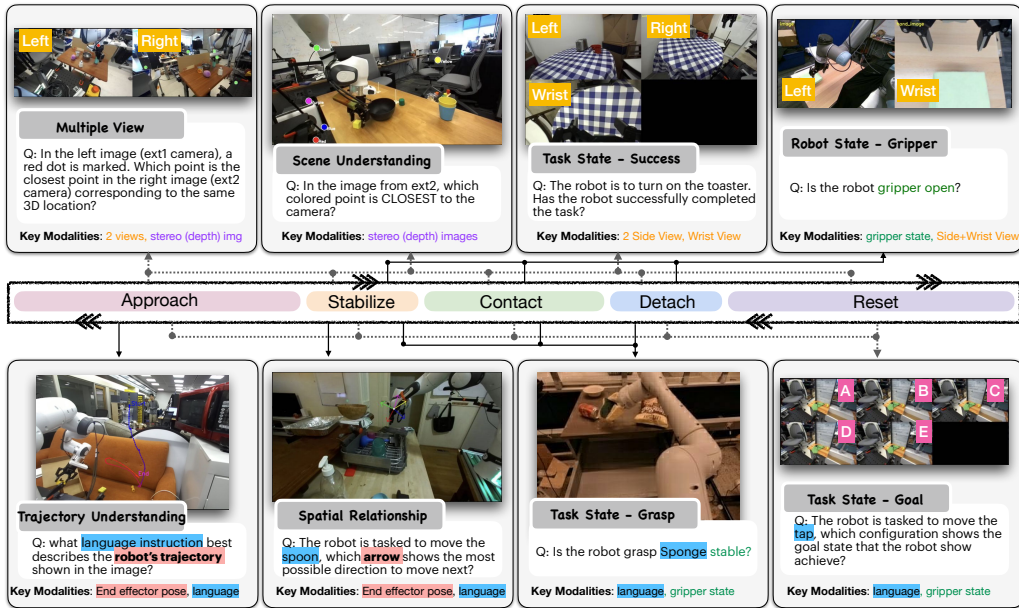 Left
Right
Multiple View
Q: In the left image (ext1 camera), a
red dot is marked. Which point is the
closest point in the right image (ext2
camera) corresponding to the same
3D location?
Key Modalities: 2 views, stereo (depth) img
Scene Understanding
Q: In the image from ext2, which
colored point is CLOSEST to the
camera?
Key Modalities: stereo (depth) images
Left
Right
Wrist
Task State - Success
Q: The robot is to turn on the toaster.
Has the robot successfully completed
the task?
Key Modalities: 2 Side View, Wrist View
Left
Wrist
Robot State - Gripper
Q: Is the robot gripper open?
Key Modalities: gripper state, Side+Wrist View
Approach
Stabilize
Contact
Detach
Reset
Trajectory Understanding
Q: what language instruction best
describes the robot's trajectory
shown in the image?
Key Modalities: End effector pose, language
Spatial Relationship
Q: The robot is tasked to move the
spoon, which arrow shows the most
possible direction to move next?
Key Modalities: End effector pose, language
Task State - Grasp
Q: Is the robot grasp Sponge stable?
Key Modalities: language, gripper state
A
B
C
D
E
Task State - Goal
Q: The robot is tasked to move the
tap, which configuration shows the
goal state that the robot show
achieve?
Key Modalities: language, gripper state